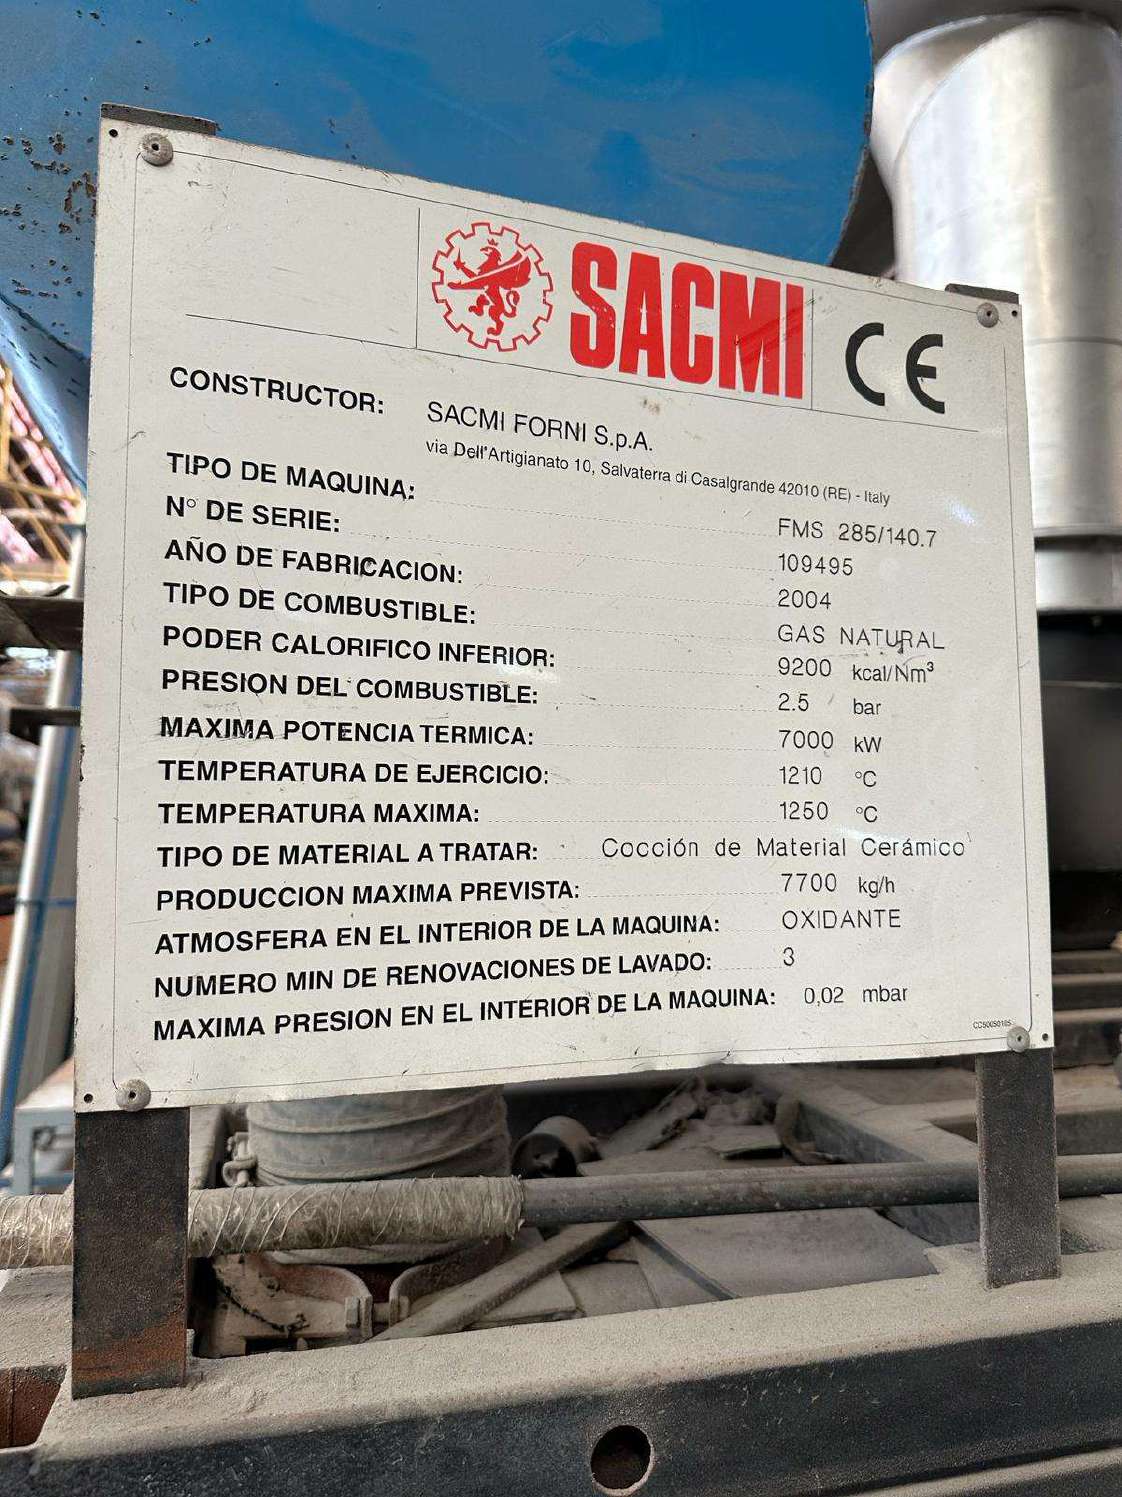 SACMI
CE
CONSTRUCTOR: SACMI FORNI S.p.A.
via Dell'Artigianato 10, Salvaterra di Casalgrande 42010 (RE) - Italy
TIPO DE MAQUINA: FMS 285/140.7
N° DE SERIE: 109495
AÑO DE FABRICACION: 2004
TIPO DE COMBUSTIBLE: GAS NATURAL
PODER CALORIFICO INFERIOR: 9200 kcal/Nm³
PRESION DEL COMBUSTIBLE: 2.5 bar
MAXIMA POTENCIA TERMICA: 7000 kW
TEMPERATURA DE EJERCICIO: 1210 °C
TEMPERATURA MAXIMA: 1250 °C
TIPO DE MATERIAL A TRATAR: Cocción de Material Cerámico
PRODUCCION MAXIMA PREVISTA: 7700 kg/h
ATMOSFERA EN EL INTERIOR DE LA MAQUINA: OXIDANTE
NUMERO MIN DE RENOVACIONES DE LAVADO: 3
MAXIMA PRESION EN EL INTERIOR DE LA MAQUINA: 0,02 mbar